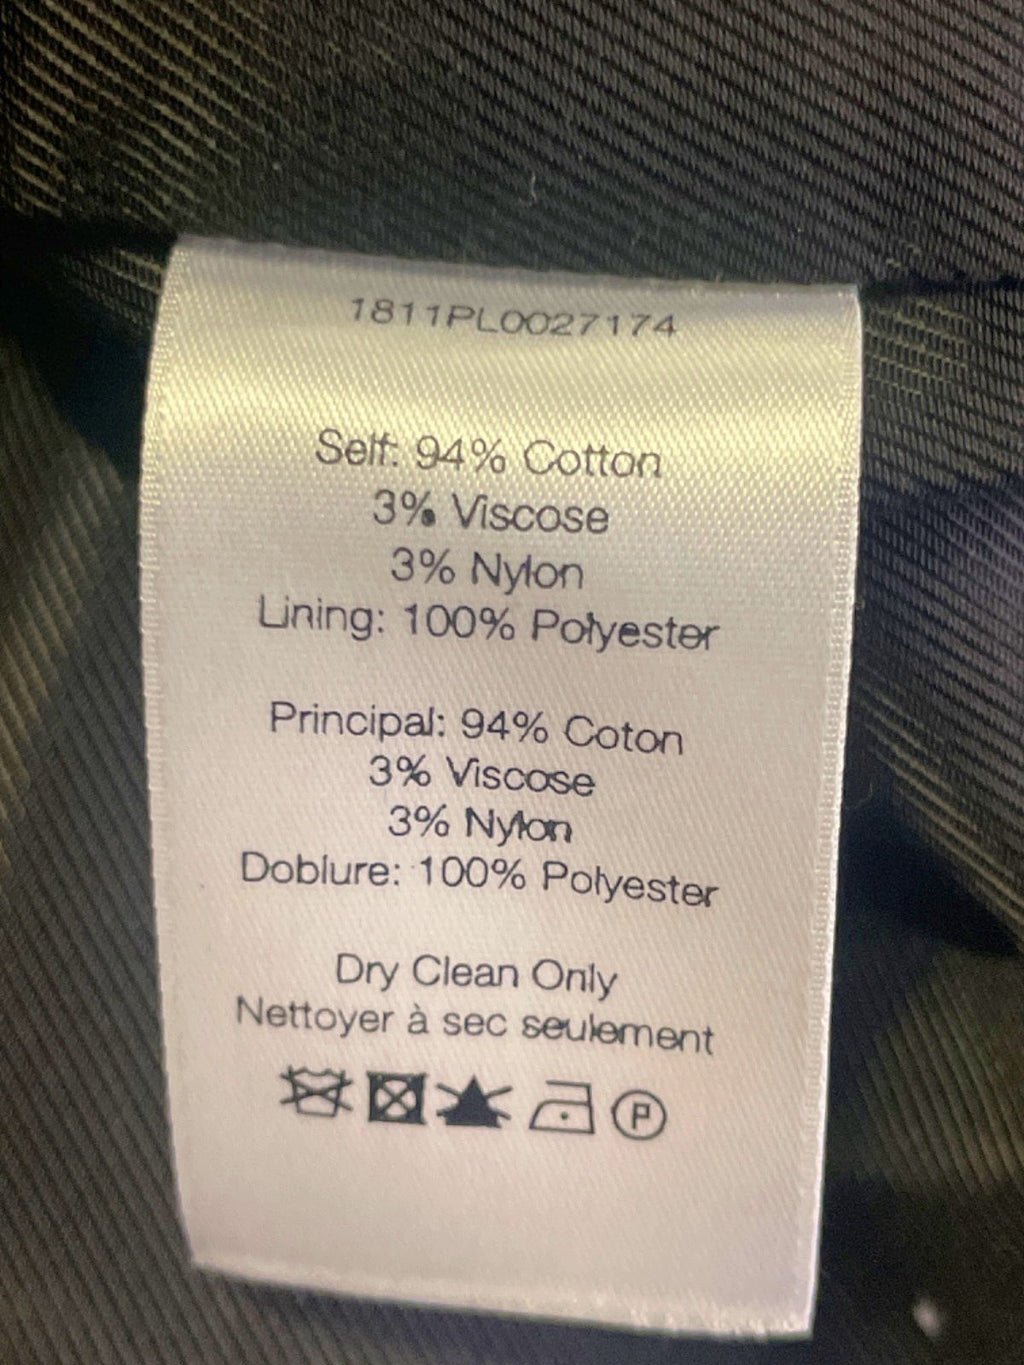 1811PL0027174
Self: 94% Cotton
3% Viscose
3% Nylon
Lining: 100% Polyester
Principal: 94% Coton
3% Viscose
3% Nylon
Doblure: 100% Polyester
Dry Clean Only
Nettoyer à sec seulement
P